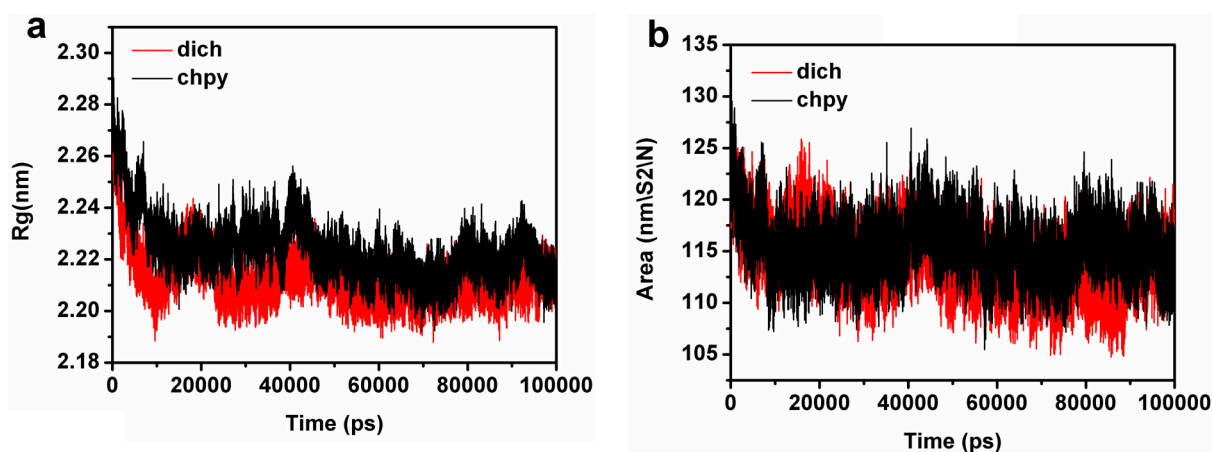 a
2.30
2.28
2.26
2.24
2.22
2.20
2.18
Rg(nm)
dich
chpy
0 20000 40000 60000 80000 100000
Time (ps)
b
135
130
125
120
115
110
105
Area (nm\S2\N)
dich
chpy
0 20000 40000 60000 80000 100000
Time (ps)